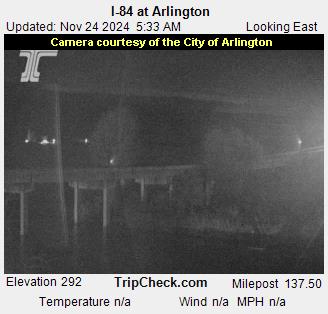 I-84 at Arlington
Updated: Nov 24 2024 5:33 AM Looking East
Camera courtesy of the City of Arlington
Elevation 292 TripCheck.com Milepost 137.50
Temperature n/a Wind n/a MPH n/a